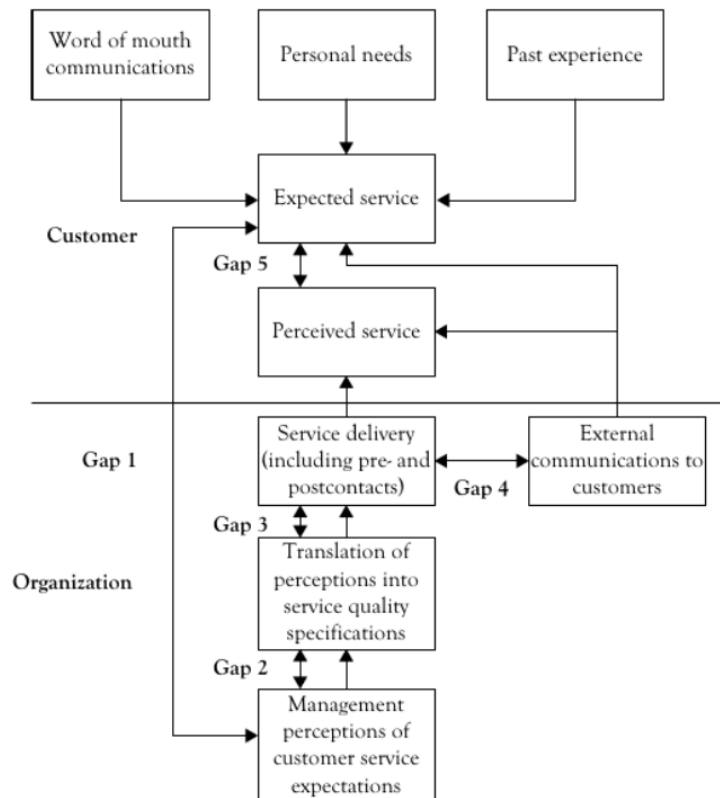 Word of mouth
communications
Personal needs
Past experience
Expected service
Customer
Gap 5
Perceived service
Gap 1
Service delivery
(including pre- and
postcontacts)
Gap 4
External
communications to
customers
Gap 3
Organization
Translation of
perceptions into
service quality
specifications
Gap 2
Management
perceptions of
customer service
expectations